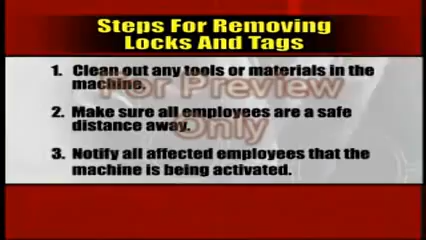 Steps For Removing
Locks And Tags
1. Clean out any tools or materials in the
machine.
2. Make sure all employees are a safe
distance away.
3. Notify all affected employees that the
machine is being activated.
For Preview
Only